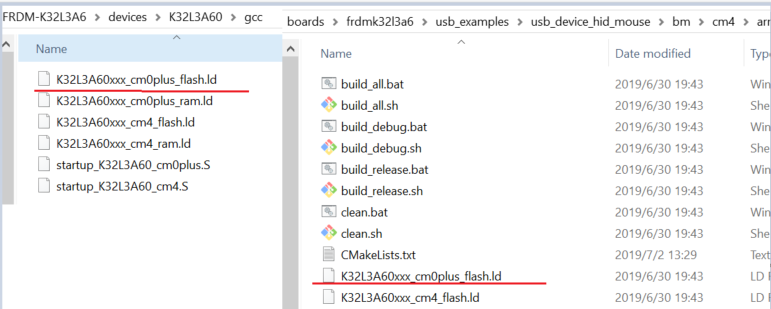 FRDM-K32L3A6 > devices > K32L3A60 > gcc
Name
K32L3A60xxx_cm0plus_flash.ld
K32L3A60xxx_cm0plus_ram.ld
K32L3A60xxx_cm4_flash.ld
K32L3A60xxx_cm4_ram.ld
startup_K32L3A60_cm0plus.S
startup_K32L3A60_cm4.S
boards > frdmk32l3a6 > usb_examples > usb_device_hid_mouse > bm > cm4 > arr
Name Date modified Typ
build_all.bat 2019/6/30 19:43 Win
build_all.sh 2019/6/30 19:43 She
build_debug.bat 2019/6/30 19:43 Win
build_debug.sh 2019/6/30 19:43 She
build_release.bat 2019/6/30 19:43 Win
build_release.sh 2019/6/30 19:43 She
clean.bat 2019/6/30 19:43 Win
clean.sh 2019/6/30 19:43 She
CMakeLists.txt 2019/7/2 13:29 Text
K32L3A60xxx_cm0plus_flash.ld 2019/6/30 19:43 LD F
K32L3A60xxx_cm4_flash.ld 2019/6/30 19:43 LD F